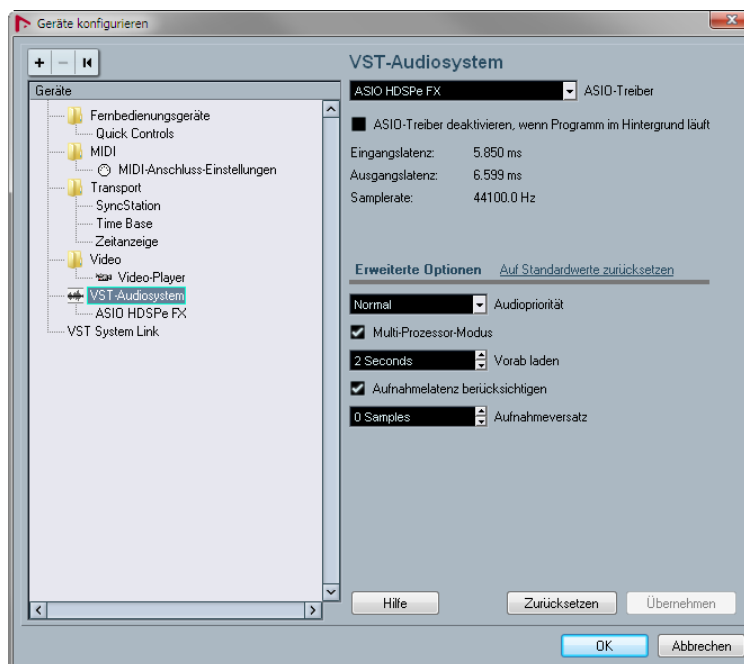 Geräte konfigurieren
Geräte
Fernbedienungsgeräte
Quick Controls
MIDI
MIDI-Anschluss-Einstellungen
Transport
SyncStation
Time Base
Zeitanzeige
Video
Video-Player
VST-Audiosystem
ASIO HDSPe FX
VST System Link
VST-Audiosystem
ASIO HDSPe FX ASIO-Treiber
ASIO-Treiber deaktivieren, wenn Programm im Hintergrund läuft
Eingangslatenz: 5.850 ms
Ausgangslatenz: 6.599 ms
Samplerate: 44100.0 Hz
Erweiterte Optionen Auf Standardwerte zurücksetzen
Normal Audiopriorität
Multi-Prozessor-Modus
2 Seconds Vorab laden
Aufnahmelatenz berücksichtigen
0 Samples Aufnahmeversatz
Hilfe Zurücksetzen Übernehmen
OK Abbrechen